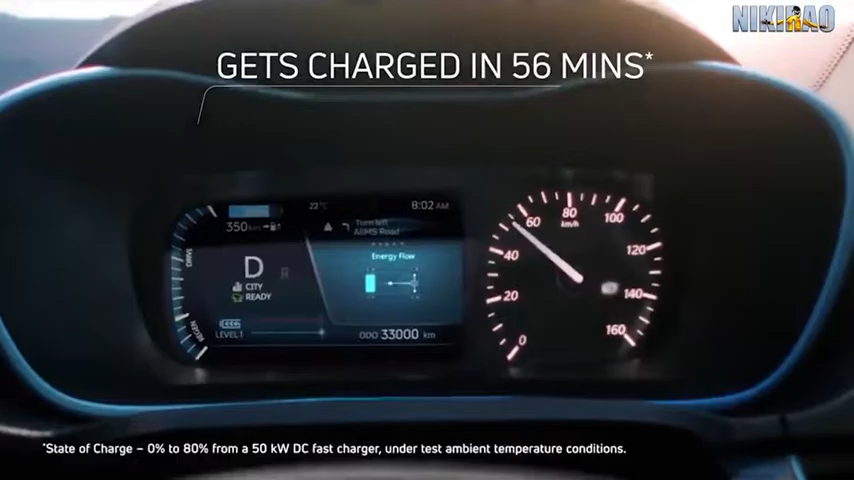 NIKIRAO
GETS CHARGED IN 56 MINS*
22°C
8:02 AM
350 km
Turn left
AIIMS Road
Energy Flow
DRIVE
D R
CITY
READY
REGEN
LEVEL 1
ODO 33000 km
0
20
40
60
80
100
120
140
160
km/h
*State of Charge – 0% to 80% from a 50 kW DC fast charger, under test ambient temperature conditions.